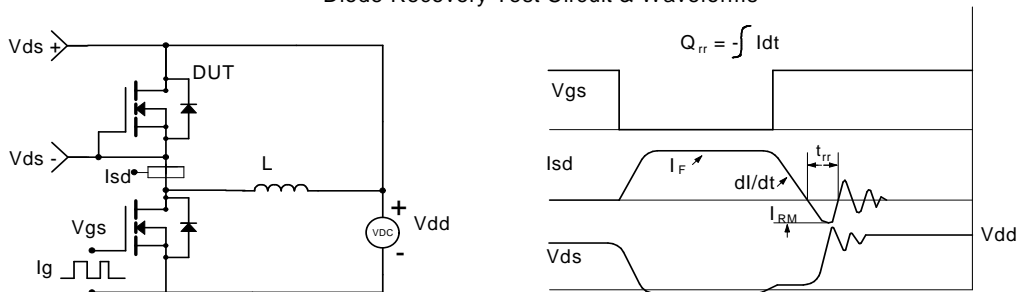 Diode Recovery Test Circuit & Waveforms
Vds +
DUT
Vds -
Isd
L
Vgs
Ig
+
VDC
-
Vdd
Q rr = -∫ Idt
Vgs
Isd
I F
dI/dt
t rr
I RM
Vdd
Vds